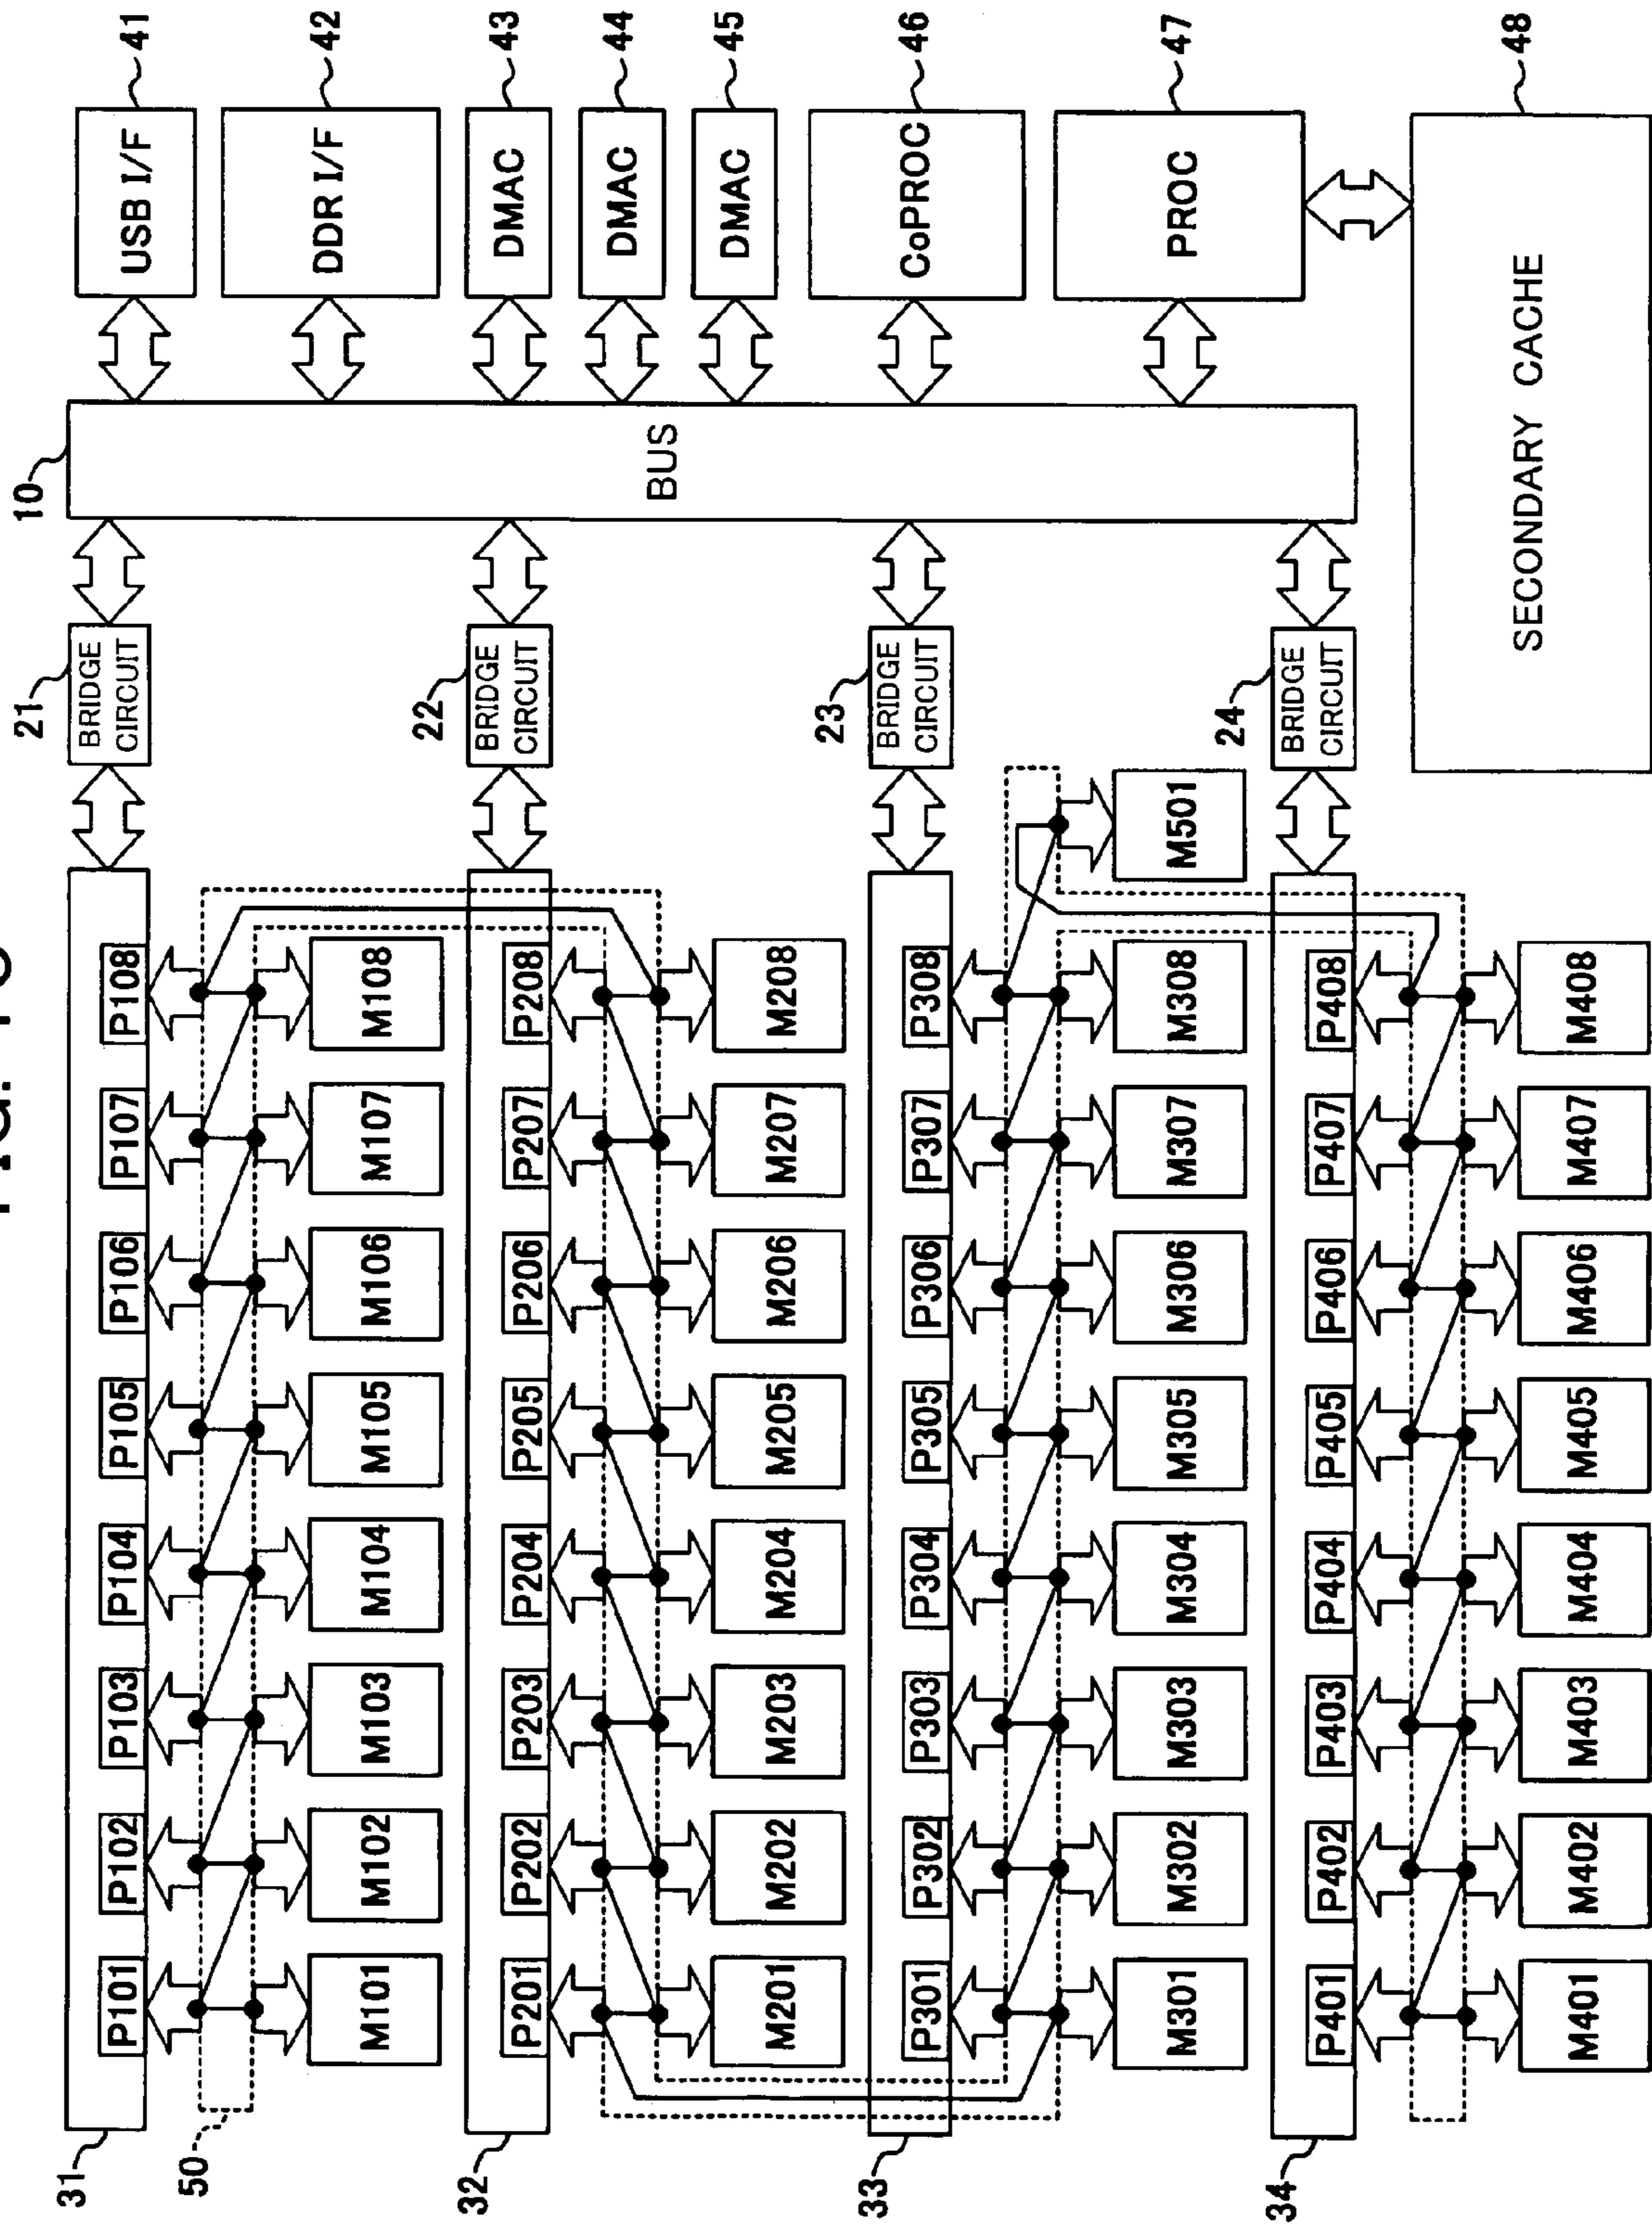 10
21
BRIDGE
CIRCUIT
USB I/F
41
31
P101 P102 P103 P104 P105 P106 P107 P108
50
M101 M102 M103 M104 M105 M106 M107 M108
DDR I/F
42
22
BRIDGE
CIRCUIT
BUS
DMAC
43
32
P201 P202 P203 P204 P205 P206 P207 P208
DMAC
44
M201 M202 M203 M204 M205 M206 M207 M208
DMAC
45
23
BRIDGE
CIRCUIT
CoPROC
46
33
P301 P302 P303 P304 P305 P306 P307 P308
M301 M302 M303 M304 M305 M306 M307 M308 M501
PROC
47
24
BRIDGE
CIRCUIT
34
P401 P402 P403 P404 P405 P406 P407 P408
M401 M402 M403 M404 M405 M406 M407 M408
SECONDARY CACHE
48